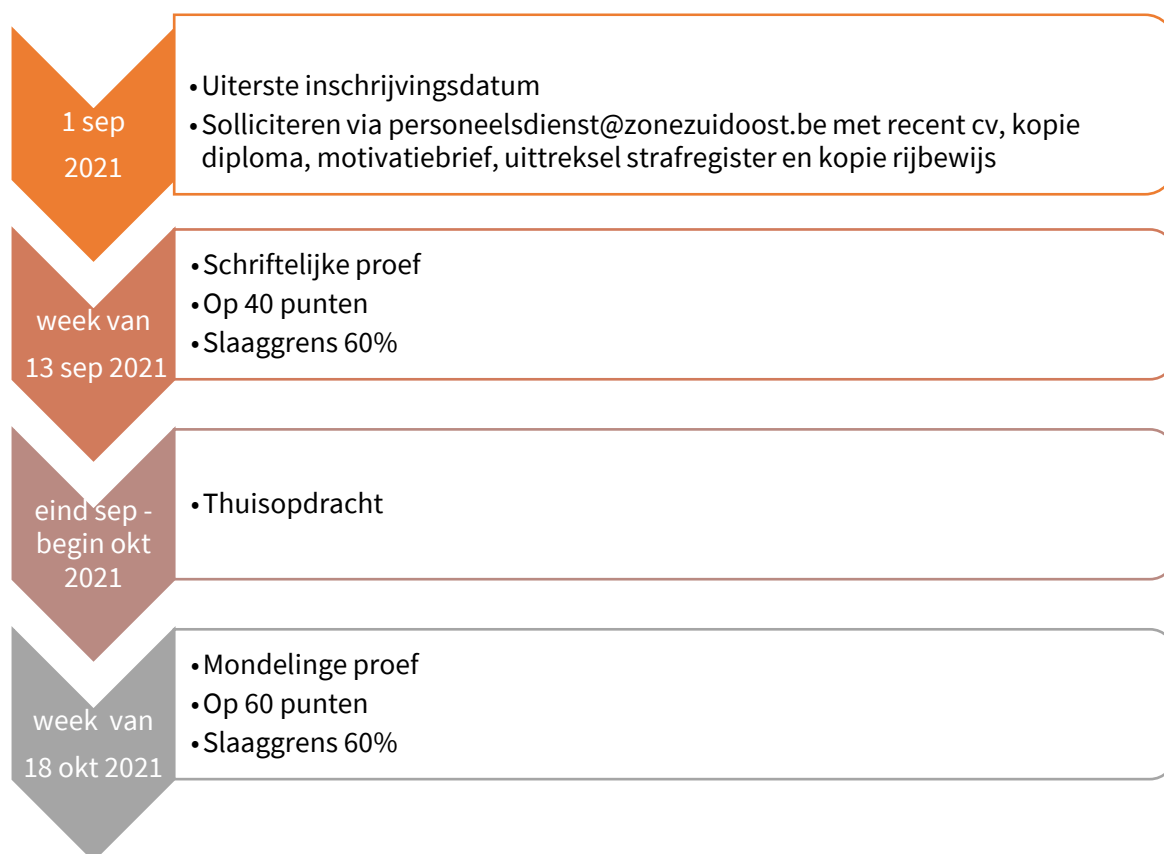 1 sep
2021
• Uiterste inschrijvingsdatum
• Solliciteren via personeelsdienst@zonezuidoost.be met recent cv, kopie
diploma, motivatiebrief, uittreksel strafregister en kopie rijbewijs
week van
13 sep 2021
• Schriftelijke proef
• Op 40 punten
• Slaaggrens 60%
eind sep -
begin okt
2021
• Thuisopdracht
week van
18 okt 2021
• Mondelinge proef
• Op 60 punten
• Slaaggrens 60%